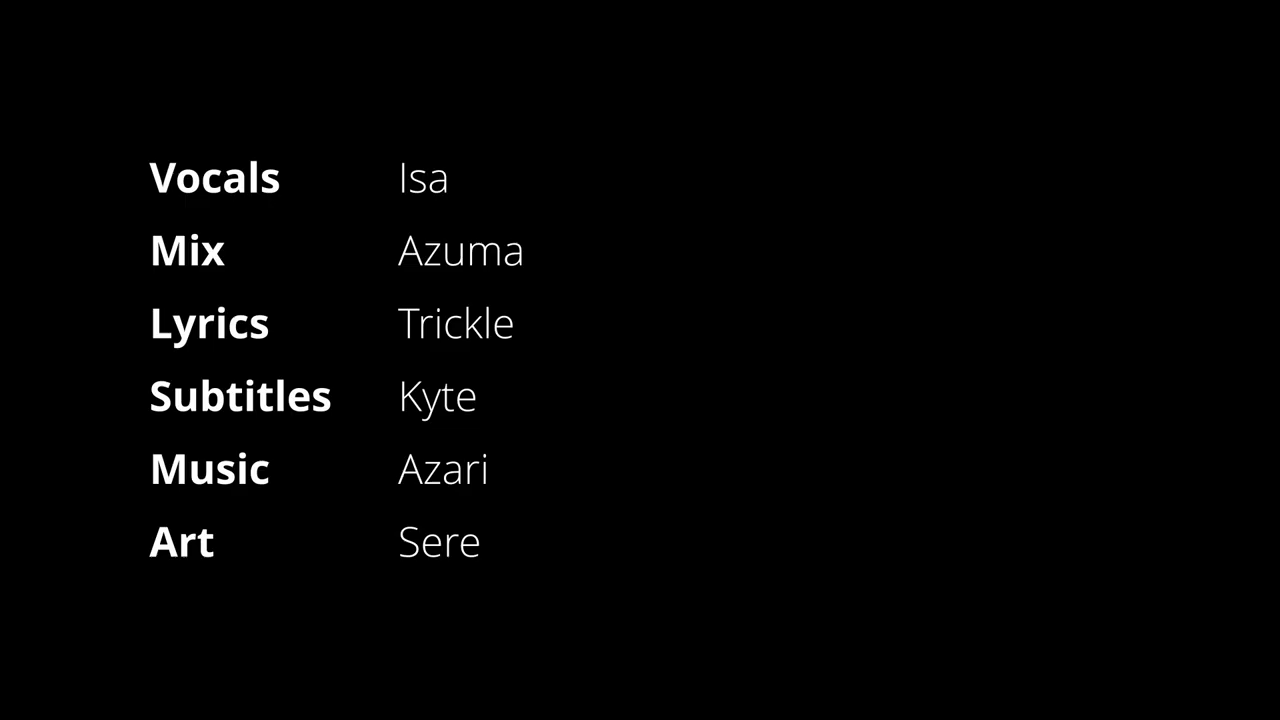 Vocals Isa
Mix Azuma
Lyrics Trickle
Subtitles Kyte
Music Azari
Art Sere